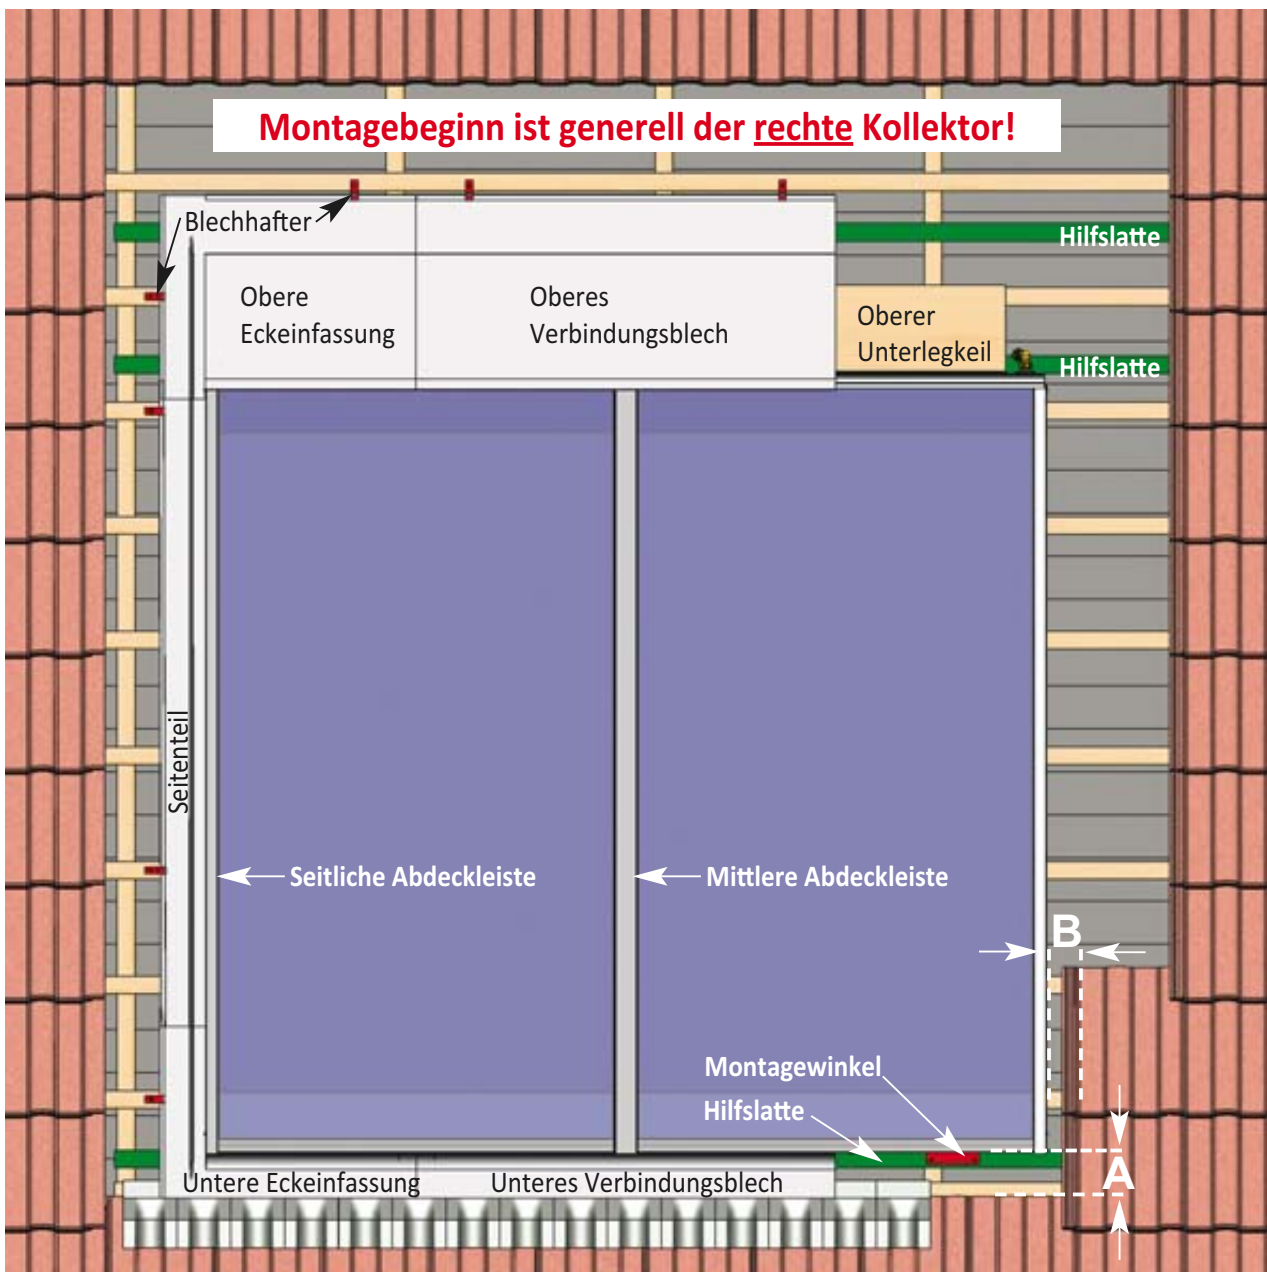 Montagebeginn ist generell der rechte Kollektor!
Blechhafter
Hilfslatte
Obere
Eckeinfassung
Oberes
Verbindungsblech
Oberer
Unterlegkeil
Hilfslatte
Seitenteil
Seitliche Abdeckleiste
Mittlere Abdeckleiste
B
Montagewinkel
Hilfslatte
A
Untere Eckeinfassung
Unteres Verbindungsblech